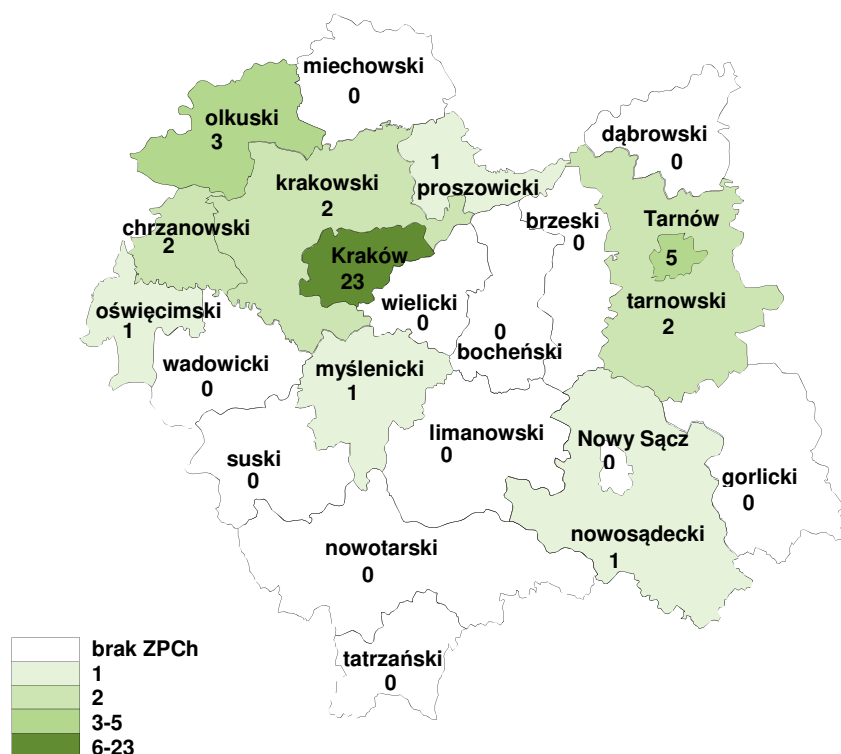 miechowski
0
olkuski
3
dąbrowski
0
1
proszowicki
krakowski
2
chrzanowski
2
brzeski
0
Tarnów
5
Kraków
23
tarnowski
2
wielicki
0
oświęcimski
1
0
bocheński
wadowicki
0
myślenicki
1
limanowski
0
Nowy Sącz
0
suski
0
gorlicki
0
nowosądecki
1
nowotarski
0
tatrzański
0
brak ZPCh
1
2
3-5
6-23